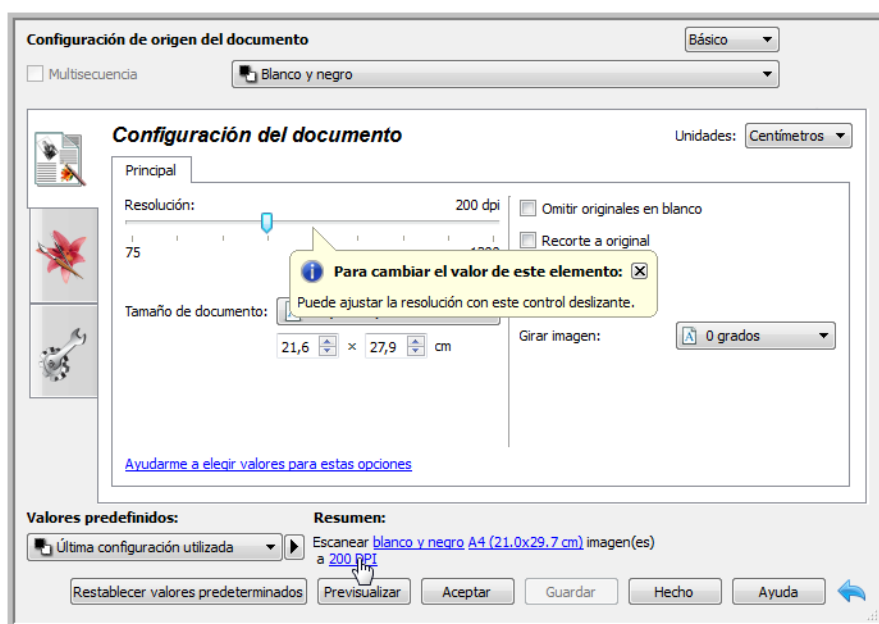 Configuración de origen del documento
Básico
Multisecuencia
Blanco y negro
Configuración del documento
Unidades: Centímetros
Principal
Resolución: 200 dpi
Omitir originales en blanco
75
Recorte a original
Para cambiar el valor de este elemento:
Puede ajustar la resolución con este control deslizante.
Tamaño de documento:
Girar imagen: 0 grados
21,6 × 27,9 cm
Ayudarme a elegir valores para estas opciones
Valores predefinidos:
Resumen:
Última configuración utilizada
Escanear blanco y negro A4 (21.0x29.7 cm) imagen(es)
a 200 DPI
Restablecer valores predeterminados Previsualizar Aceptar Guardar Hecho Ayuda